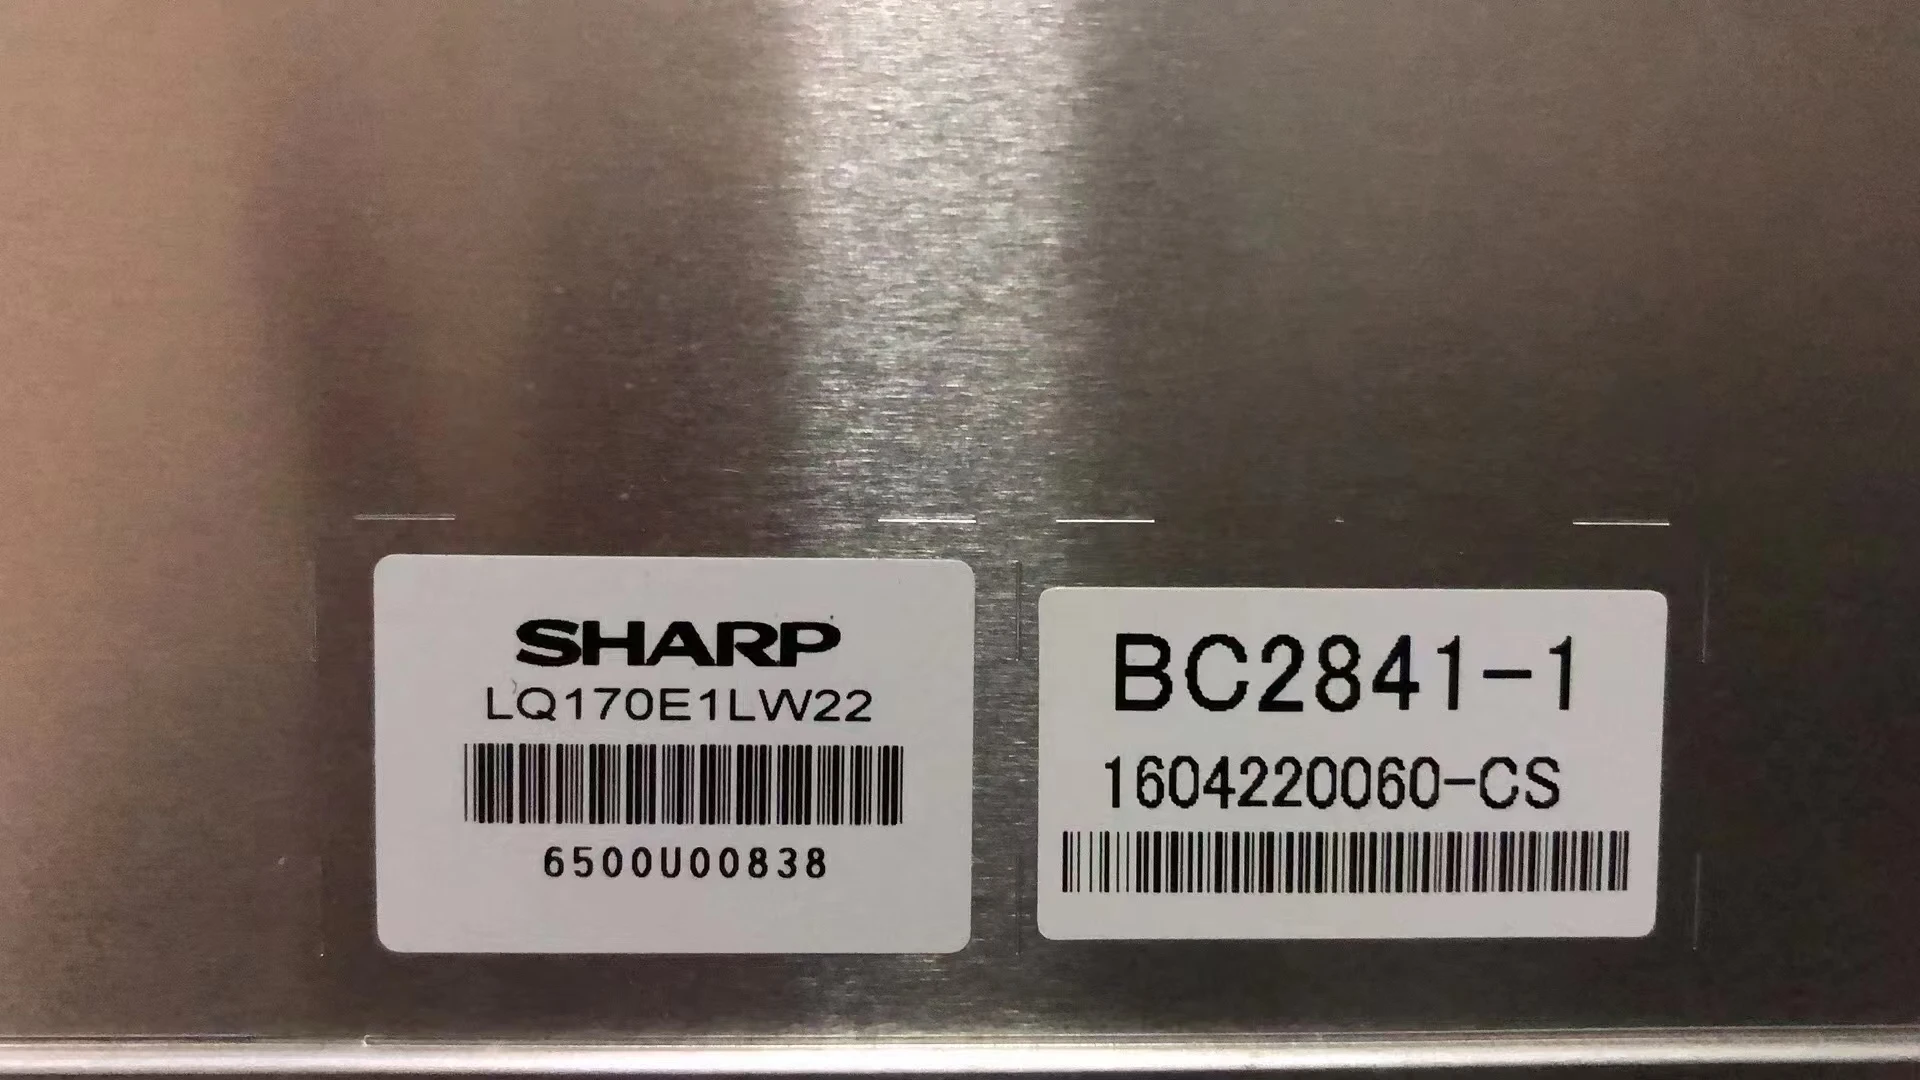 SHARP
LQ170E1LW22
6500U00838
BC2841-1
1604220060-CS